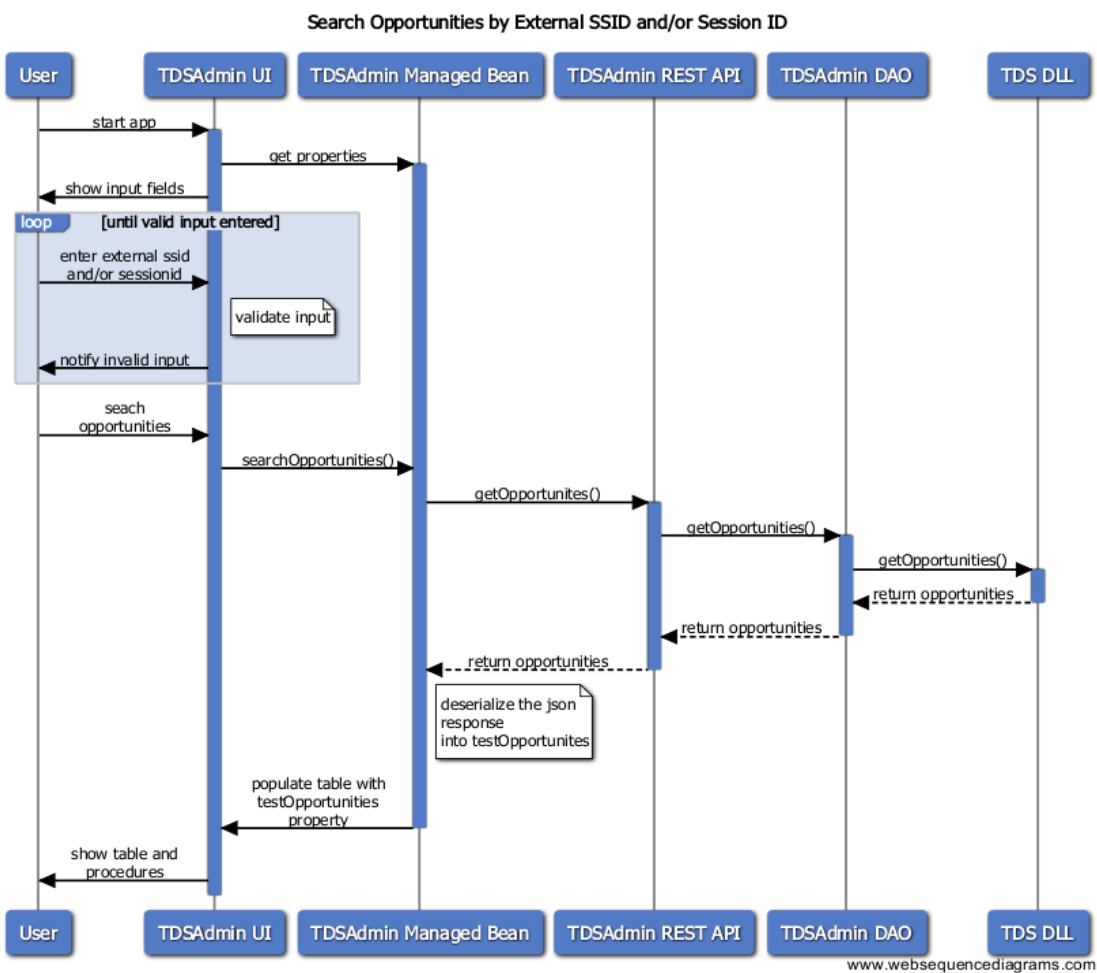 Search Opportunities by External SSID and/or Session ID
User
TDSAdmin UI
TDSAdmin Managed Bean
TDSAdmin REST API
TDSAdmin DAO
TDS DLL
start app
get properties
show input fields
loop
[until valid input entered]
enter external ssid
and/or sessionid
validate input
notify invalid input
seach
opportunities
searchOpportunities()
getOpportunites()
getOpportunities()
getOpportunities()
return opportunities
return opportunities
return opportunities
deserialize the json
response
into testOpportunites
populate table with
testOpportunities
property
show table and
procedures
User
TDSAdmin UI
TDSAdmin Managed Bean
TDSAdmin REST API
TDSAdmin DAO
TDS DLL
www.websequencediagrams.com